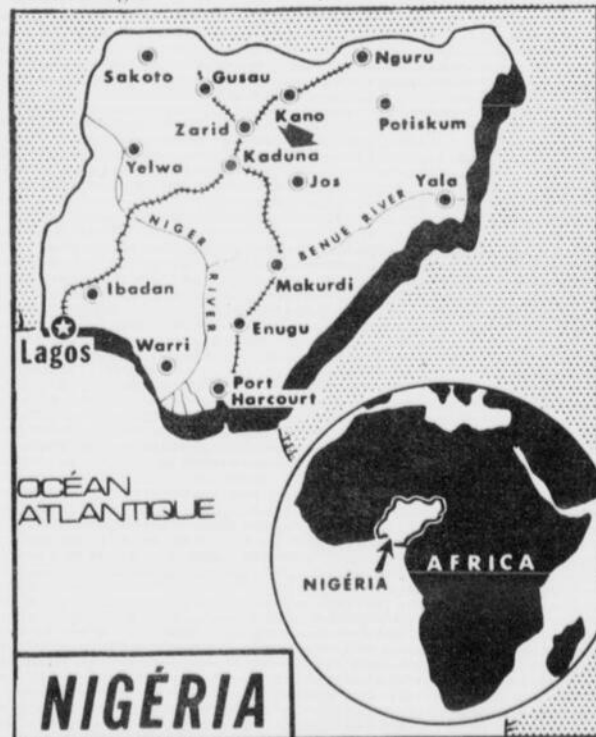 Sakoto
Gusau
Nguru
Kano
Zarid
Potiskum
Yelwa
Kaduna
Jos
Yala
NIGER
RIVER
BENUE RIVER
Ibadan
Makurdi
Lagos
Enugu
Warri
Port
Harcourt
OCÉAN
ATLANTIQUE
NIGÉRIA
AFRICA
NIGÉRIA